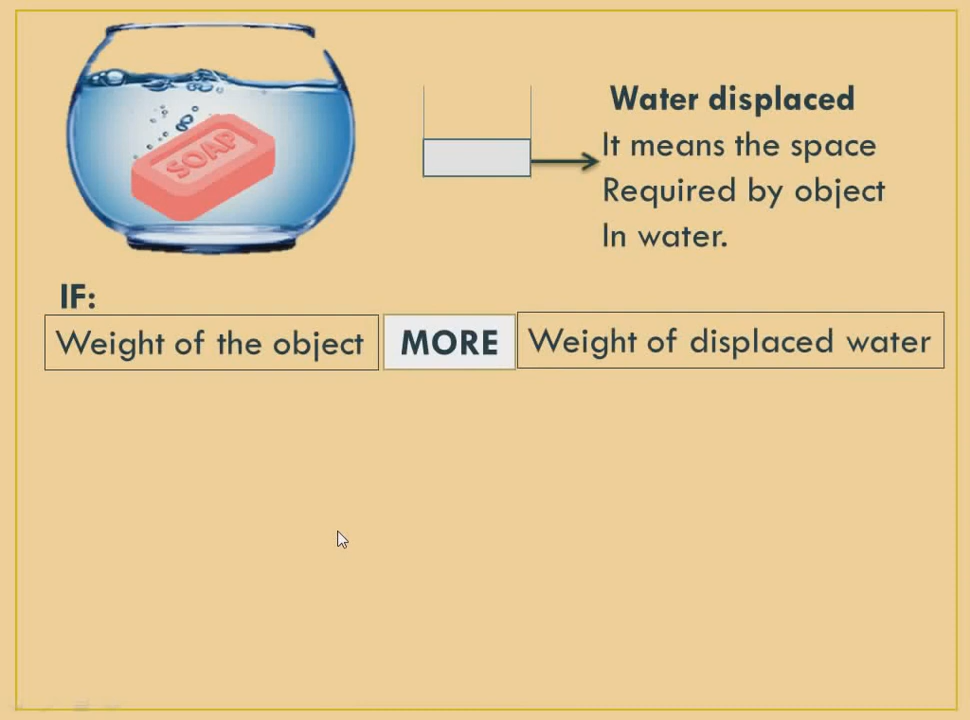 SOAP
Water displaced
It means the space
Required by object
In water.
IF:
Weight of the object MORE Weight of displaced water